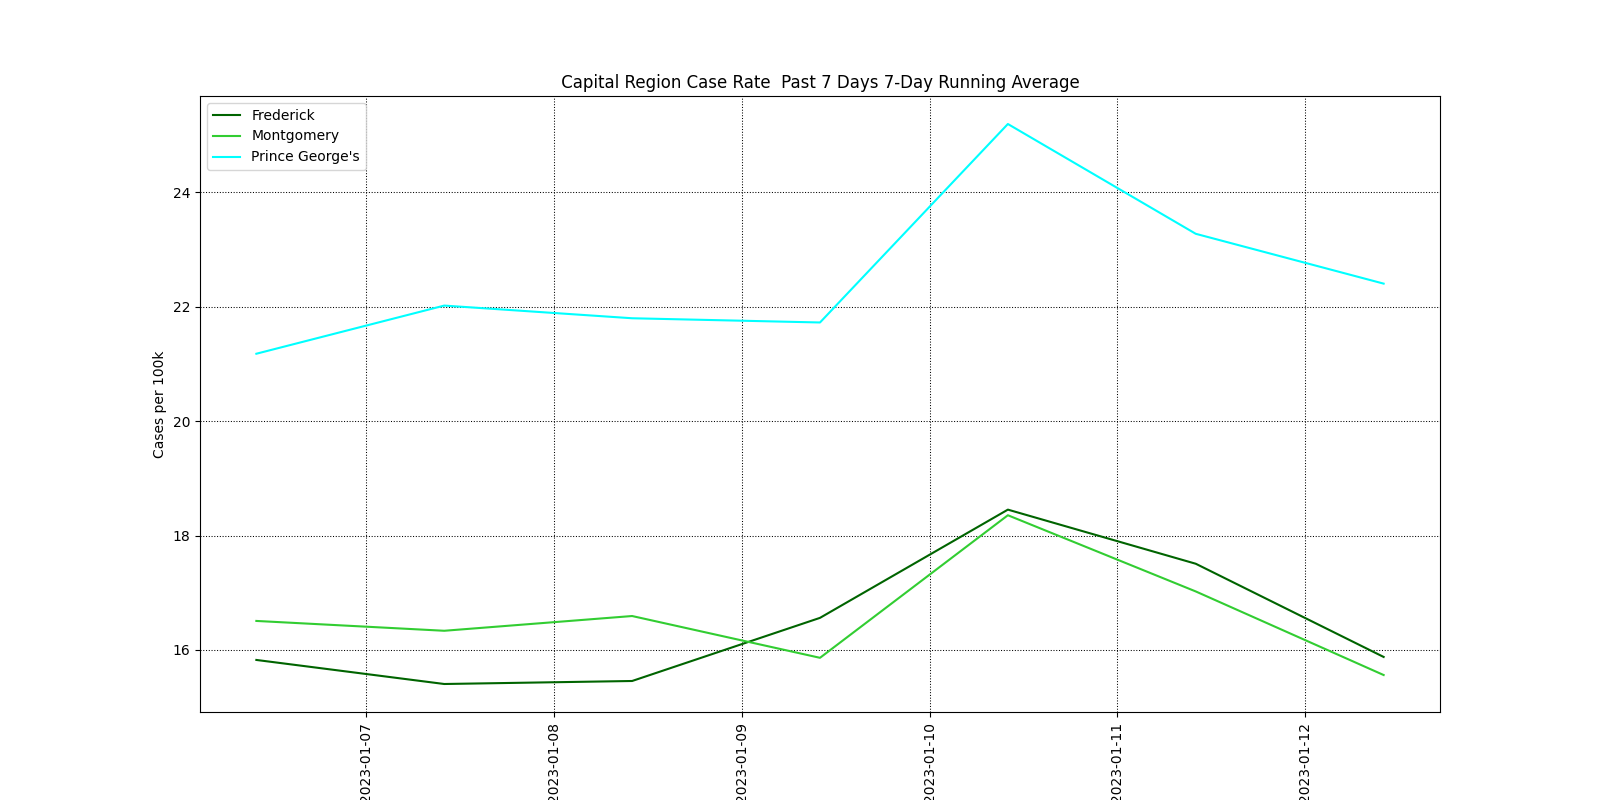 Capital Region Case Rate  Past 7 Days 7-Day Running Average
Frederick
Montgomery
Prince George's
Cases per 100k
24
22
20
18
16
2023-01-07
2023-01-08
2023-01-09
2023-01-10
2023-01-11
2023-01-12